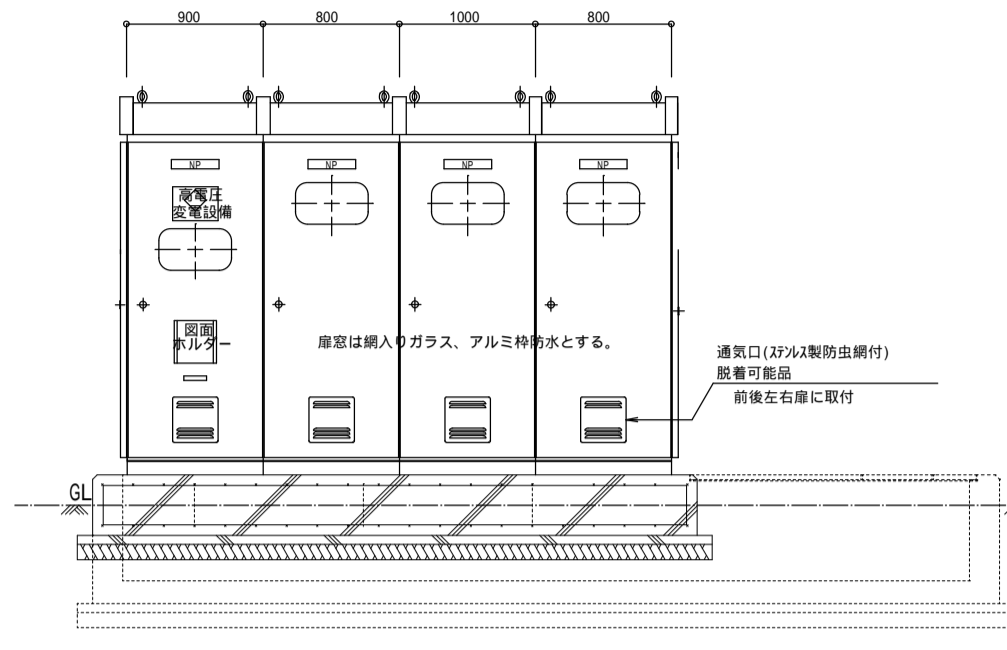 900 800 1000 800
NP NP NP NP
高電圧
変電設備
図面
ホルダー
扉窓は網入りガラス、アルミ枠防水とする。
通気口(ｽﾃﾝﾚｽ製防虫網付)
脱着可能品
前後左右扉に取付
GL